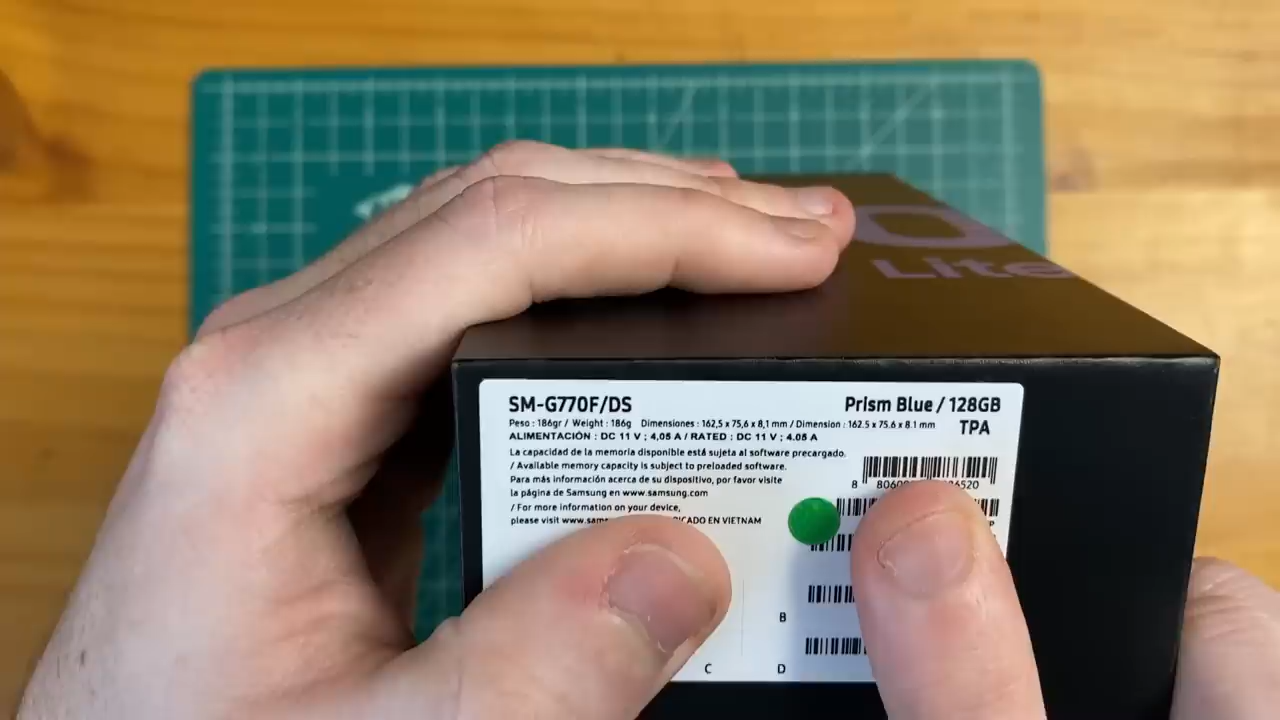 0
Lite
SM-G770F/DS
Prism Blue / 128GB
Peso : 186gr / Weight : 186g Dimensiones : 162,5 x 75,6 x 8,1 mm / Dimension : 162.5 x 75.6 x 8.1 mm
TPA
ALIMENTACIÓN : DC 11 V ; 4,05 A / RATED : DC 11 V ; 4.05 A
La capacidad de la memoria disponible está sujeta al software precargado.
/ Available memory capacity is subject to preloaded software.
Para más información acerca de su dispositivo, por favor visite
la página de Samsung en www.samsung.com
/ For more information on your device,
please visit EN VIETNAM
8
B
C D